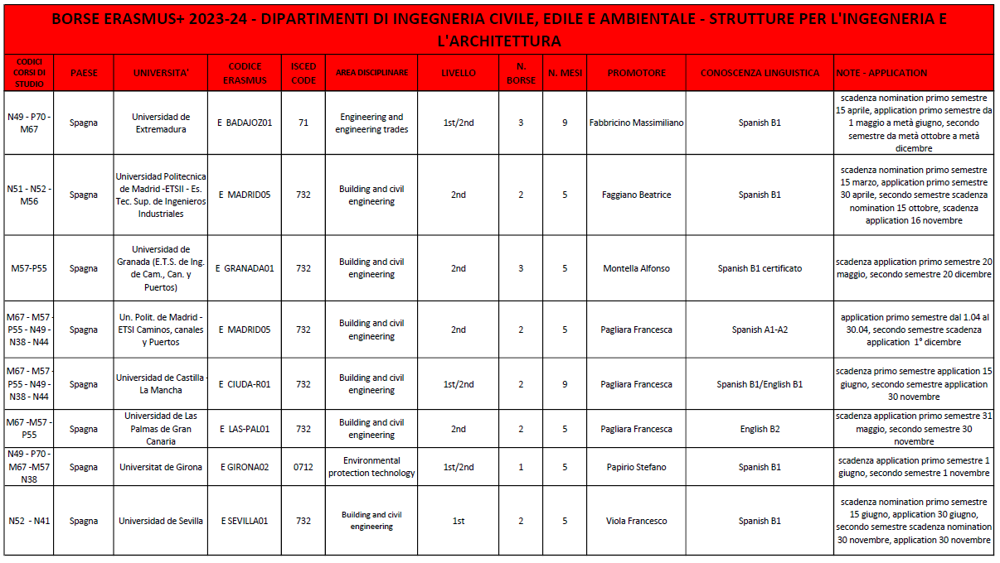 BORSE ERASMUS+ 2023-24 - DIPARTIMENTI DI INGEGNERIA CIVILE, EDILE E AMBIENTALE - STRUTTURE PER L'INGEGNERIA E
L'ARCHITETTURA
CODICI
CORSI DI
STUDIO
PAESE
UNIVERSITA'
CODICE
ERASMUS
ISCED
CODE
AREA DISCIPLINARE
LIVELLO
N.
BORSE
N. MESI
PROMOTORE
CONOSCENZA LINGUISTICA
NOTE - APPLICATION
N49 - P70 -
M67
Spagna
Universidad de
Extremadura
E BADAJOZ01
71
Engineering and
engineering trades
1st/2nd
3
9
Fabbricino Massimiliano
Spanish B1
scadenza nomination primo semestre
15 aprile, application primo semestre da
1 maggio a metà giugno, secondo
semestre da metà ottobre a metà
dicembre
N51 - N52 -
M56
Spagna
Universidad Politecnica
de Madrid -ETSII - Es.
Tec. Sup. de Ingenieros
Industriales
E MADRID05
732
Building and civil
engineering
2nd
2
5
Faggiano Beatrice
Spanish B1
scadenza nomination primo semestre
15 marzo, application primo semestre
30 aprile, secondo semestre scadenza
nomination 15 ottobre, scadenza
application 16 novembre
M57-P55
Spagna
Universidad de
Granada (E.T.S. de Ing.
de Cam., Can. y
Puertos)
E GRANADA01
732
Building and civil
engineering
2nd
3
5
Montella Alfonso
Spanish B1 certificato
scadenza application primo semestre 20
maggio, secondo semestre 20 dicembre
M67 - M57 -
P55 - N49 -
N38 - N44
Spagna
Un. Polit. de Madrid -
ETSI Caminos, canales
y Puertos
E MADRID05
732
Building and civil
engineering
2nd
2
5
Pagliara Francesca
Spanish A1-A2
application primo semestre dal 1.04 al
30.04, secondo semestre scadenza
application 1° dicembre
M67 - M57 -
P55 - N49 -
N38 - N44
Spagna
Universidad de Castilla -
La Mancha
E CIUDA-R01
732
Building and civil
engineering
1st/2nd
2
9
Pagliara Francesca
Spanish B1/English B1
scadenza primo semestre application 15
giugno, secondo semestre application
30 novembre
M67 -M57 -
P55
Spagna
Universidad de Las
Palmas de Gran
Canaria
E LAS-PAL01
732
Building and civil
engineering
2nd
2
5
Pagliara Francesca
English B2
scadenza application primo semestre 31
maggio, secondo semestre 30
novembre
N49 - P70 -
M67 -M57
N38
Spagna
Universitat de Girona
E GIRONA02
0712
Environmental
protection technology
1st/2nd
1
5
Papirio Stefano
Spanish B1
scadenza application primo semestre 1
giugno, secondo semestre 1 novembre
N52 - N41
Spagna
Universidad de Sevilla
E SEVILLA01
732
Building and civil
engineering
1st
2
5
Viola Francesco
Spanish B1
scadenza nomination primo semestre
15 giugno, application 30 giugno,
secondo semestre scadenza nomination
30 novembre, application 30 novembre